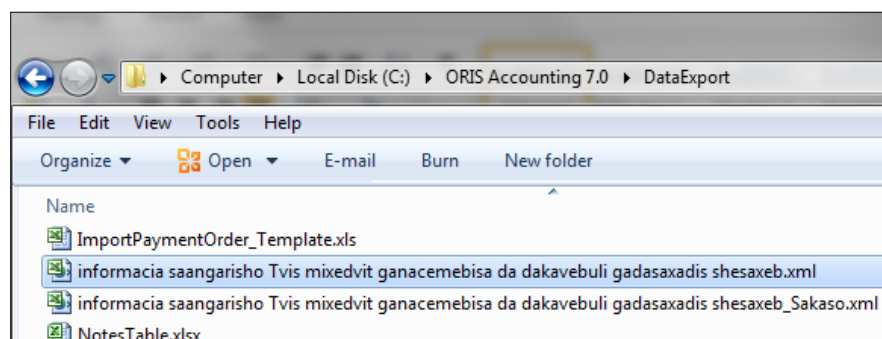 Computer ▸ Local Disk (C:) ▸ ORIS Accounting 7.0 ▸ DataExport
File Edit View Tools Help
Organize Open E-mail Burn New folder
Name
ImportPaymentOrder_Template.xls
informacia saangarisho Tvis mixedvit ganacemebisa da dakavebuli gadasaxadis shesaxeb.xml
informacia saangarisho Tvis mixedvit ganacemebisa da dakavebuli gadasaxadis shesaxeb_Sakaso.xml
NotesTable.xlsx